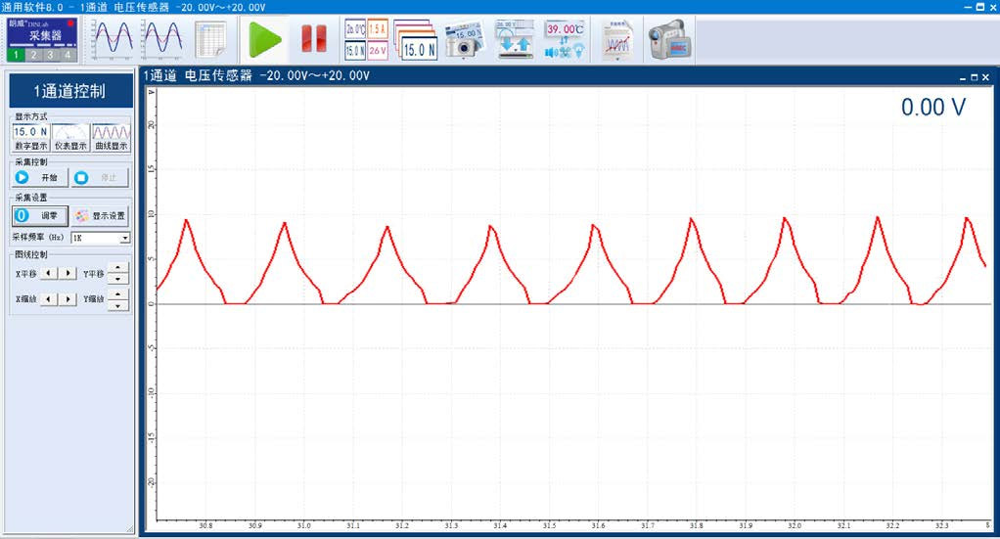 通用软件8.0 - 1通道 电压传感器 -20.00V～+20.00V
朗威®DISLab
采集器
1 2 3 4
26.0℃ 1.5A
15.0N 26V
15.0N
15.00N
26.00 V
39.00℃
REC
1通道控制
显示方式
15.0 N
数字显示 仪表显示 曲线显示
采集控制
开始 停止
采集设置
0 调零 显示设置
采样频率(Hz) 1K
图线控制
X平移 Y平移
X缩放 Y缩放
1通道 电压传感器 -20.00V～+20.00V
V
0.00 V
20
15
10
5
0
-5
-10
-15
-20
30.8 30.9 31.0 31.1 31.2 31.3 31.4 31.5 31.6 31.7 31.8 31.9 32.0 32.1 32.2 32.3 S